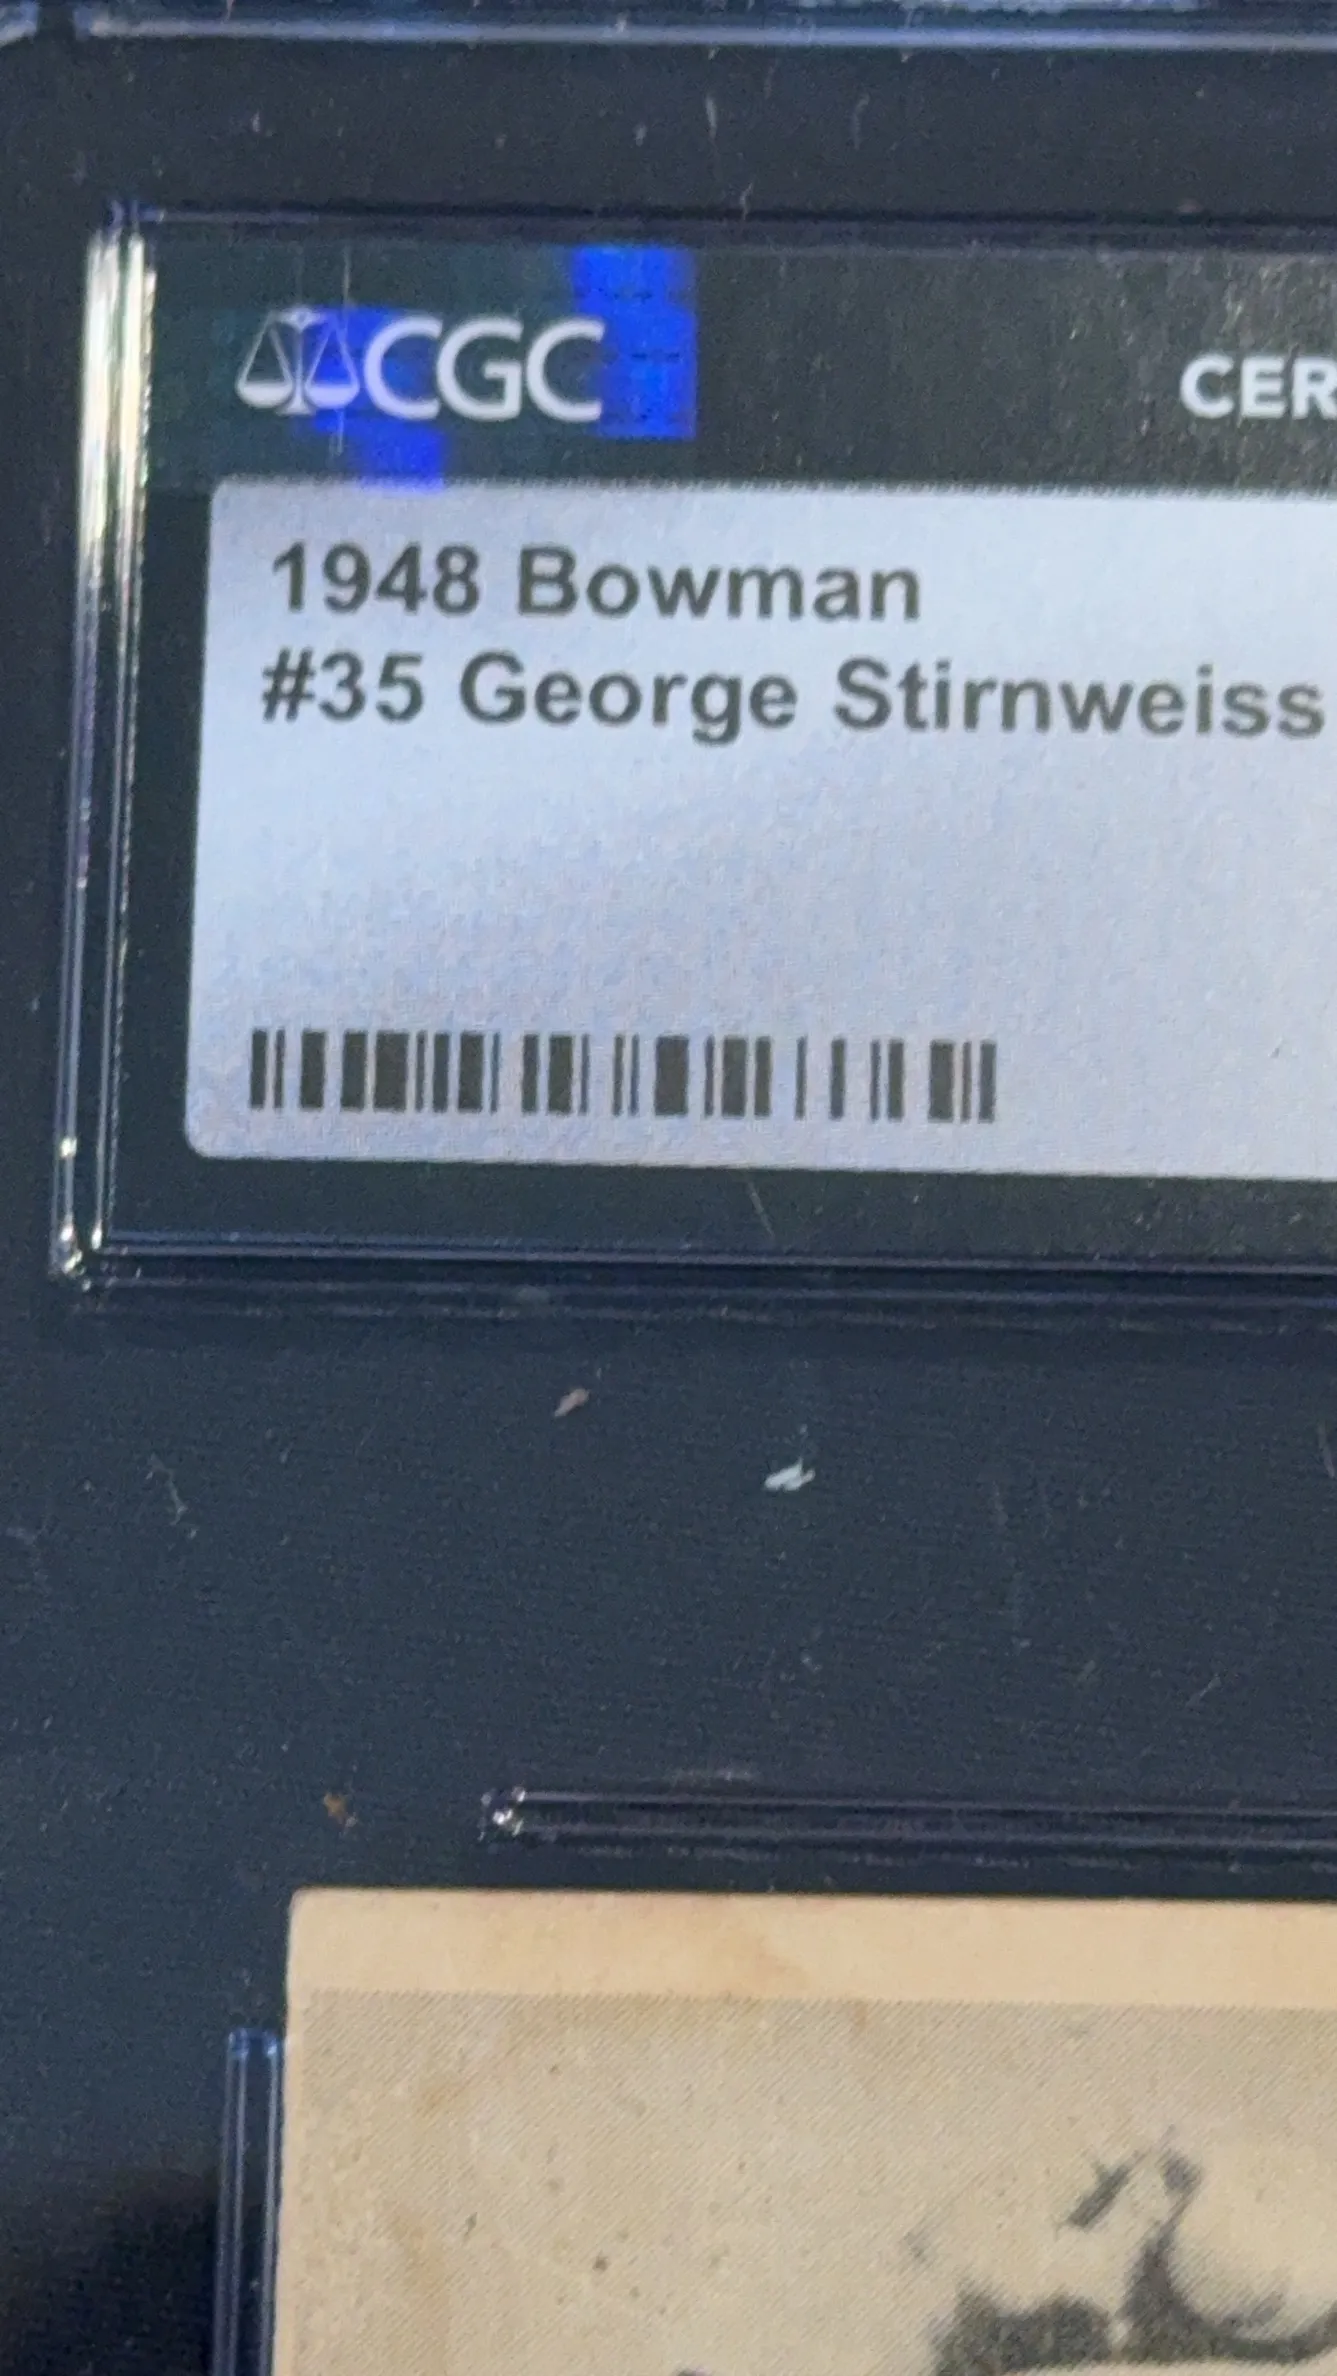 CGC
CER
1948 Bowman
#35 George Stirnweiss